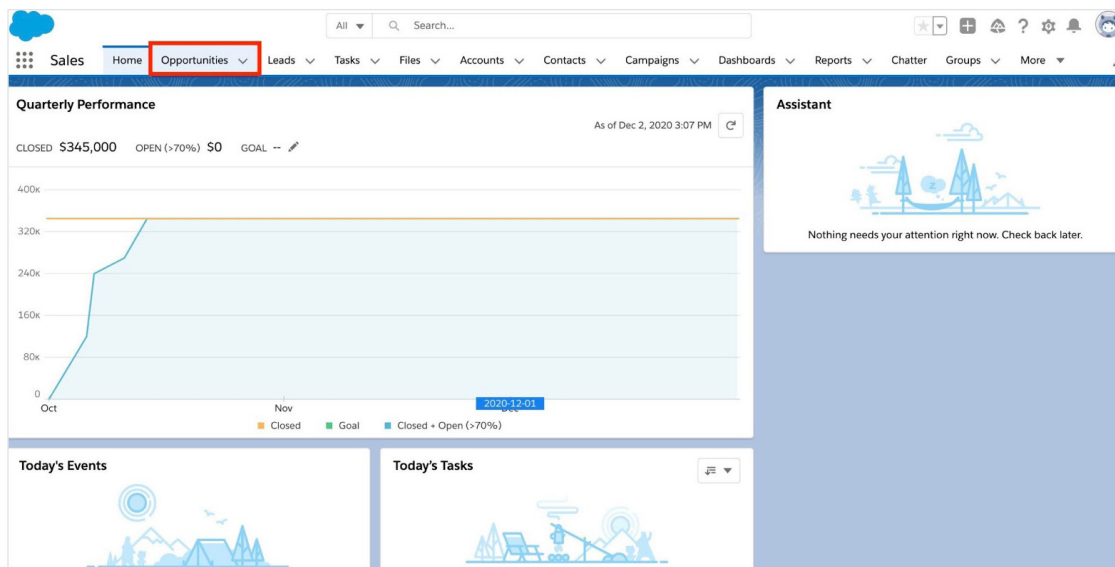 All Search...
Sales Home Opportunities Leads Tasks Files Accounts Contacts Campaigns Dashboards Reports Chatter Groups More
Quarterly Performance
As of Dec 2, 2020 3:07 PM
CLOSED $345,000 OPEN (>70%) $0 GOAL --
400K
320K
240K
160K
80K
0
Oct Nov
2020-12-01
Closed Goal Closed + Open (>70%)
Assistant
z
Nothing needs your attention right now. Check back later.
Today's Events
Today's Tasks